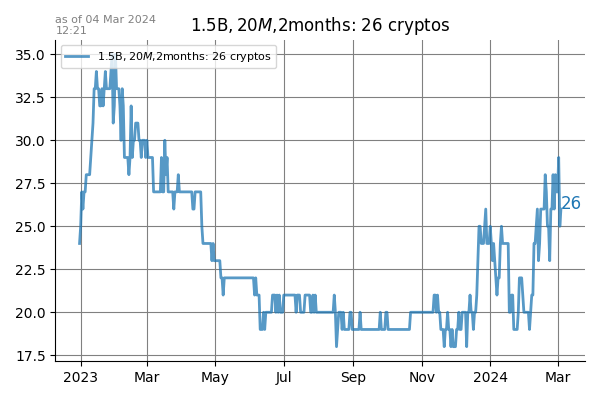 as of 04 Mar 2024
12:21
1.5B, 20M,2months: 26 cryptos
1.5B, 20M,2months: 26 cryptos
35.0
32.5
30.0
27.5
25.0
22.5
20.0
17.5
26
2023
Mar
May
Jul
Sep
Nov
2024
Mar